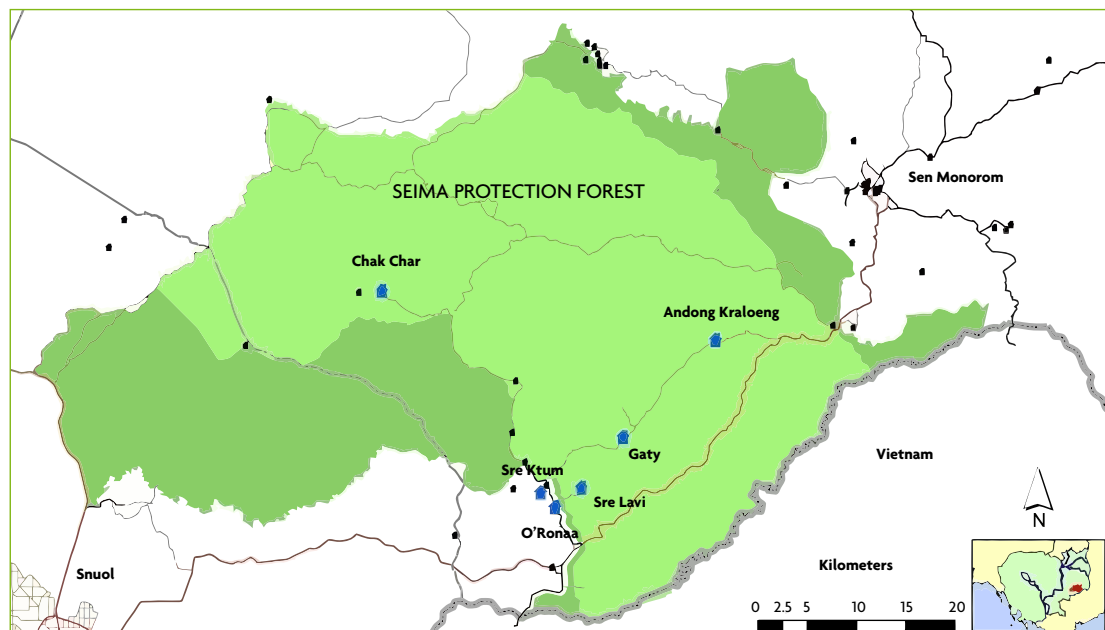 Sen Monorom
SEIMA PROTECTION FOREST
Chak Char
Andong Kraloeng
Gaty
Vietnam
Sre Ktum
Sre Lavi
O'Ronaa
N
Snuol
Kilometers
0 2.5 5 10 15 20